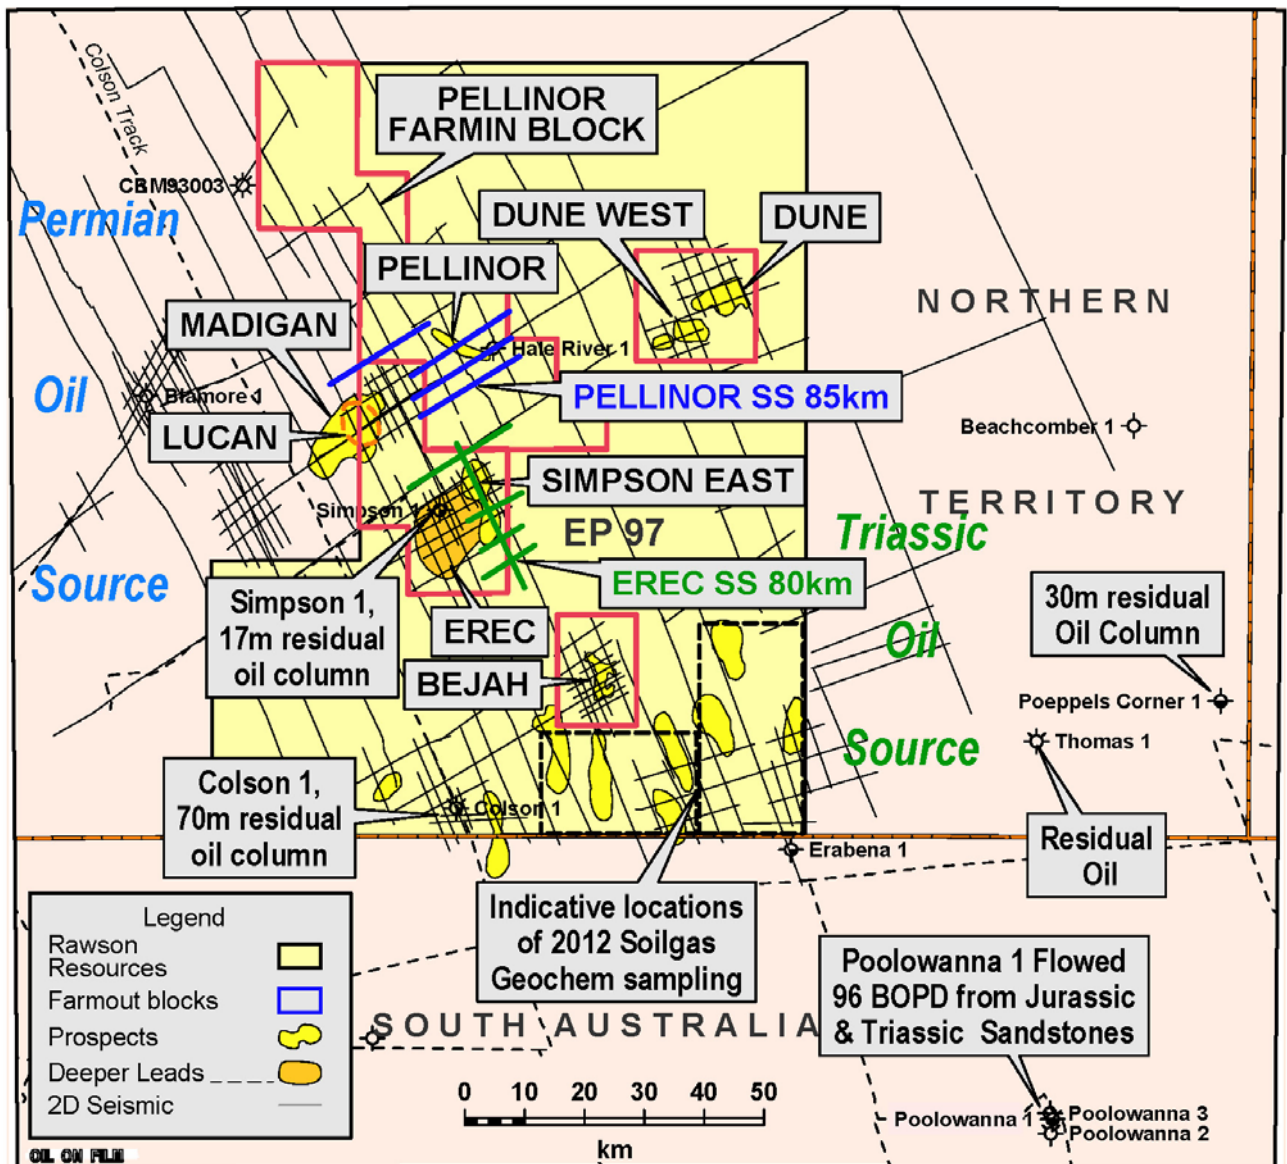 Colson Track
PELLINOR
FARMIN BLOCK
CBM93003
Permian
DUNE WEST
DUNE
PELLINOR
NORTHERN
MADIGAN
Hale River 1
Oil
Blamore 1
PELLINOR SS 85km
LUCAN
Beachcomber 1
SIMPSON EAST
TERRITORY
Simpson 1
EP 97
Triassic
Source
EREC SS 80km
Simpson 1,
17m residual
oil column
EREC
30m residual
Oil Column
Oil
BEJAH
Poeppels Corner 1
Source
Thomas 1
Colson 1,
70m residual
oil column
Colson 1
Erabena 1
Residual
Oil
Indicative locations
of 2012 Soilgas
Geochem sampling
Legend
Rawson
Resources
Farmout blocks
Prospects
Deeper Leads
2D Seismic
Poolowanna 1 Flowed
96 BOPD from Jurassic
& Triassic Sandstones
SOUTH AUSTRALIA
0 10 20 30 40 50
km
Poolowanna 1
Poolowanna 3
Poolowanna 2
OIL ON FILM